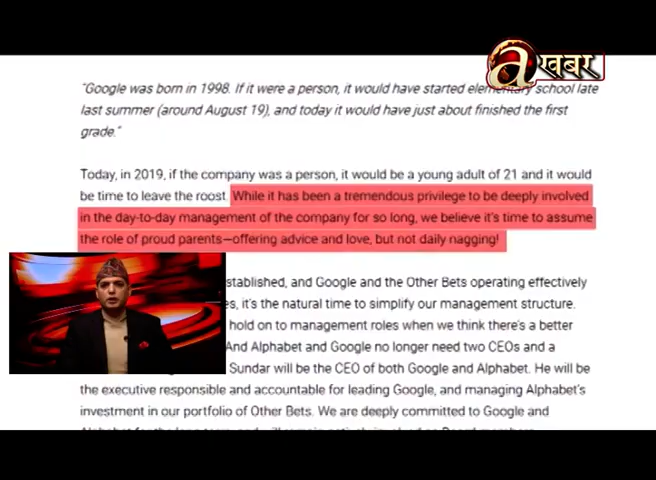 aखबर
"Google was born in 1998. If it were a person, it would have started elementary school late
last summer (around August 19), and today it would have just about finished the first
grade."
Today, in 2019, if the company was a person, it would be a young adult of 21 and it would
be time to leave the roost. While it has been a tremendous privilege to be deeply involved
in the day-to-day management of the company for so long, we believe it's time to assume
the role of proud parents—offering advice and love, but not daily nagging!
stablished, and Google and the Other Bets operating effectively
es, it's the natural time to simplify our management structure.
hold on to management roles when we think there's a better
And Alphabet and Google no longer need two CEOs and a
Sundar will be the CEO of both Google and Alphabet. He will be
the executive responsible and accountable for leading Google, and managing Alphabet's
investment in our portfolio of Other Bets. We are deeply committed to Google and